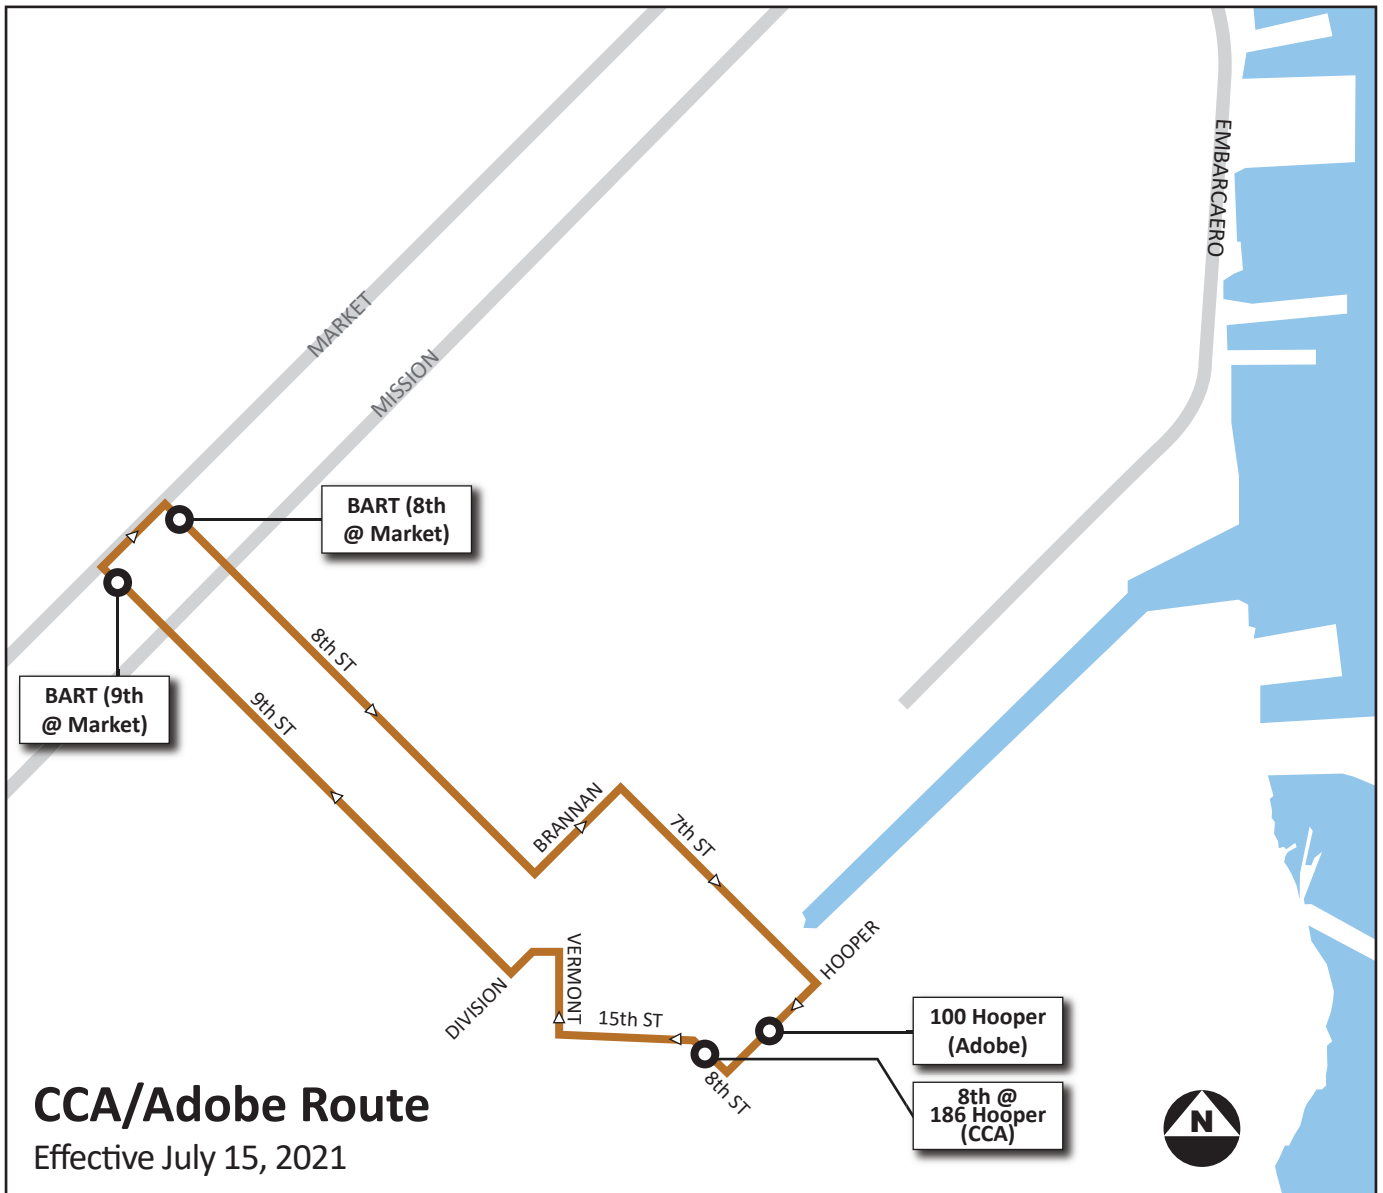 EMBARCAERO
MARKET
MISSION
BART (8th
@ Market)
8th ST
BART (9th
@ Market)
9th ST
BRANNAN
7th ST
HOOPER
VERMONT
DIVISION
15th ST
100 Hooper
(Adobe)
8th ST
8th @
186 Hooper
(CCA)
CCA/Adobe Route
Effective July 15, 2021
N